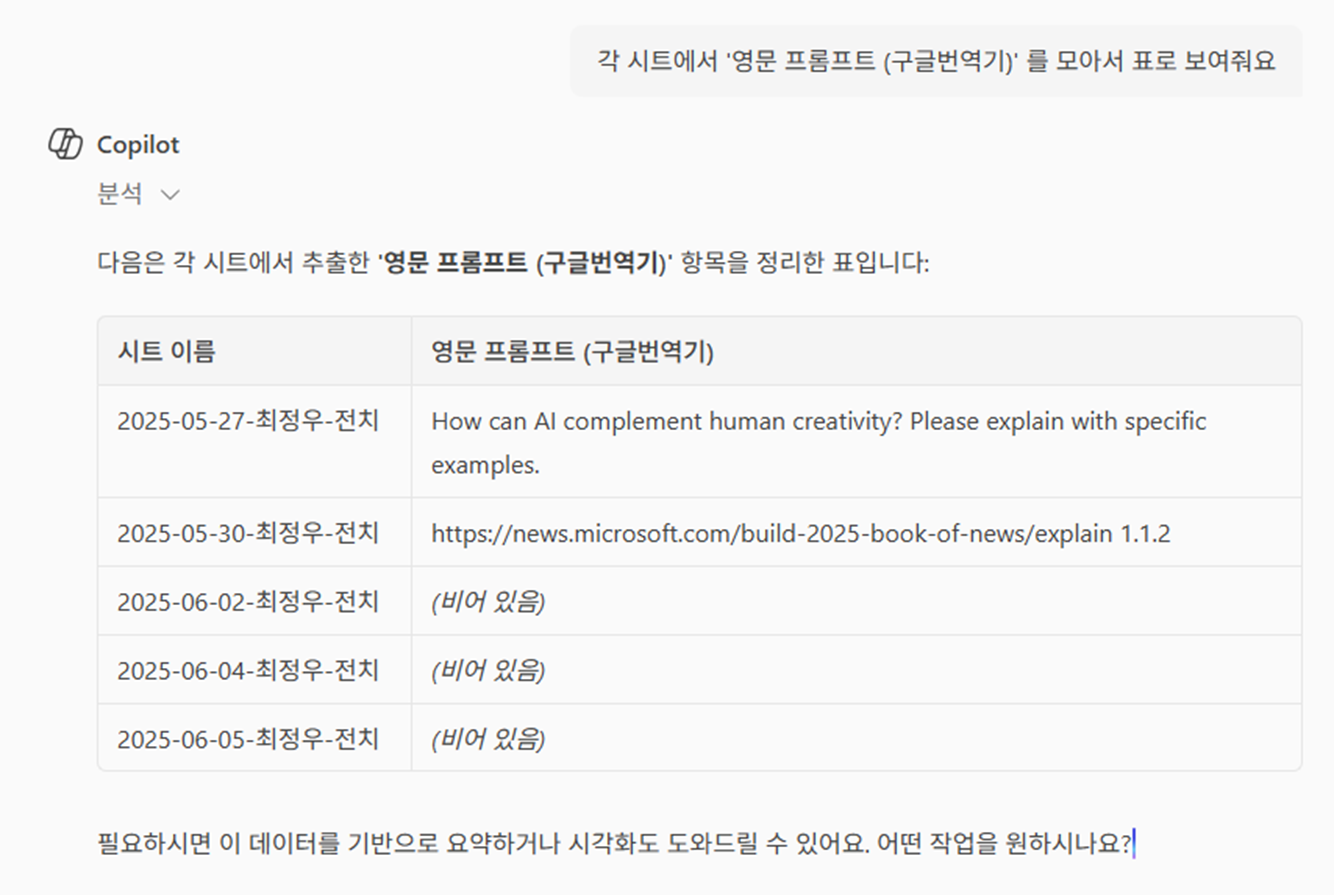 각 시트에서 '영문 프롬프트 (구글번역기)' 를 모아서 표로 보여줘요
Copilot
분석
다음은 각 시트에서 추출한 '영문 프롬프트 (구글번역기)' 항목을 정리한 표입니다:
시트 이름 영문 프롬프트 (구글번역기)
2025-05-27-최정우-전치 How can AI complement human creativity? Please explain with specific
examples.
2025-05-30-최정우-전치 https://news.microsoft.com/build-2025-book-of-news/explain 1.1.2
2025-06-02-최정우-전치 (비어 있음)
2025-06-04-최정우-전치 (비어 있음)
2025-06-05-최정우-전치 (비어 있음)
필요하시면 이 데이터를 기반으로 요약하거나 시각화도 도와드릴 수 있어요. 어떤 작업을 원하시나요?